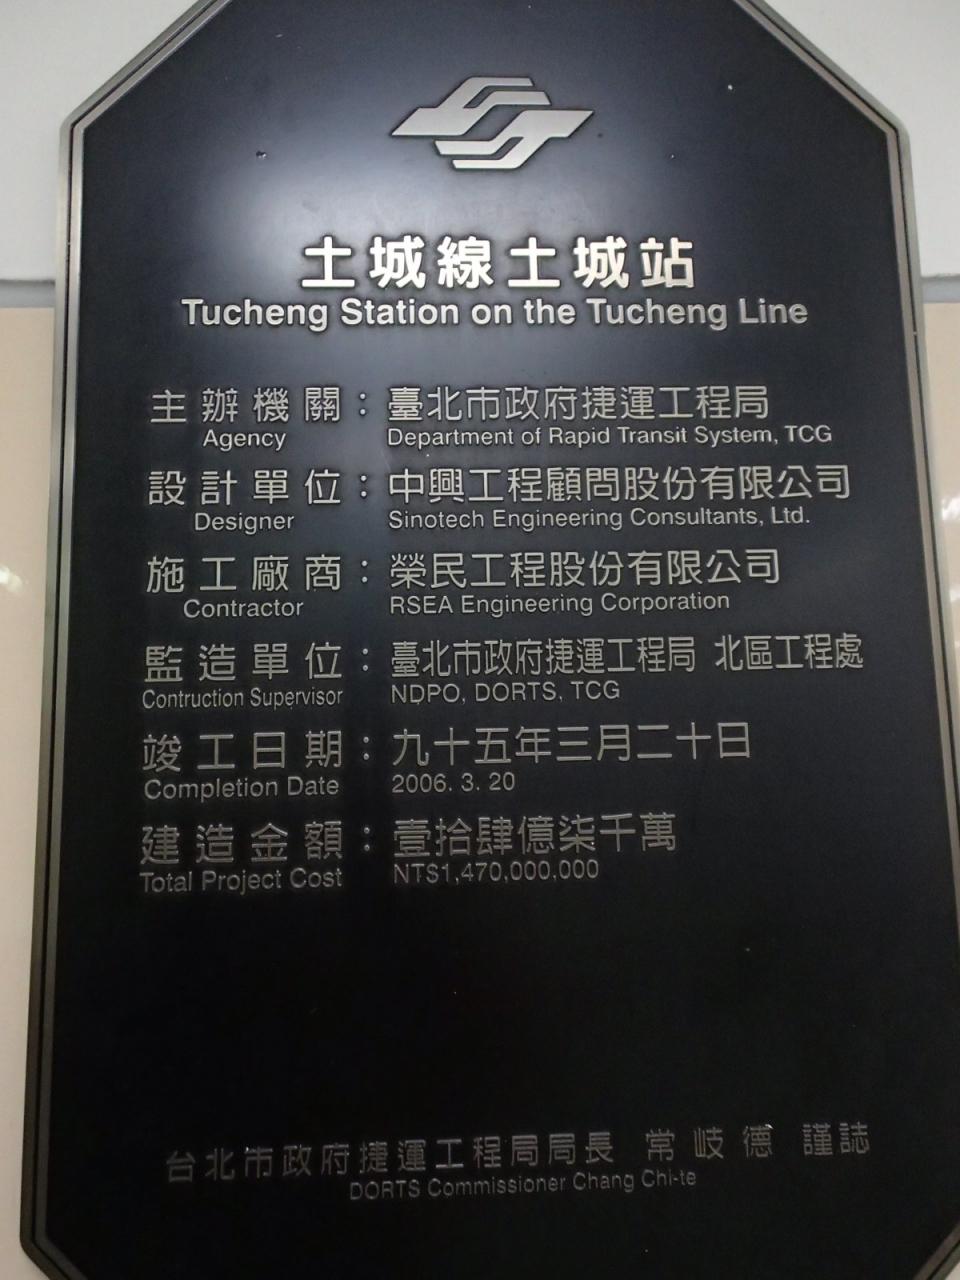 土城線土城站
Tucheng Station on the Tucheng Line
主辦機關：臺北市政府捷運工程局
Agency Department of Rapid Transit System, TCG
設計單位：中興工程顧問股份有限公司
Designer Sinotech Engineering Consultants, Ltd.
施工廠商：榮民工程股份有限公司
Contractor RSEA Engineering Corporation
監造單位：臺北市政府捷運工程局 北區工程處
Contruction Supervisor NDPO, DORTS, TCG
竣工日期：九十五年三月二十日
Completion Date 2006. 3. 20
建造金額：壹拾肆億柒千萬
Total Project Cost NT$1,470,000,000
台北市政府捷運工程局局長 常岐德 謹誌
DORTS Commissioner Chang Chi-te